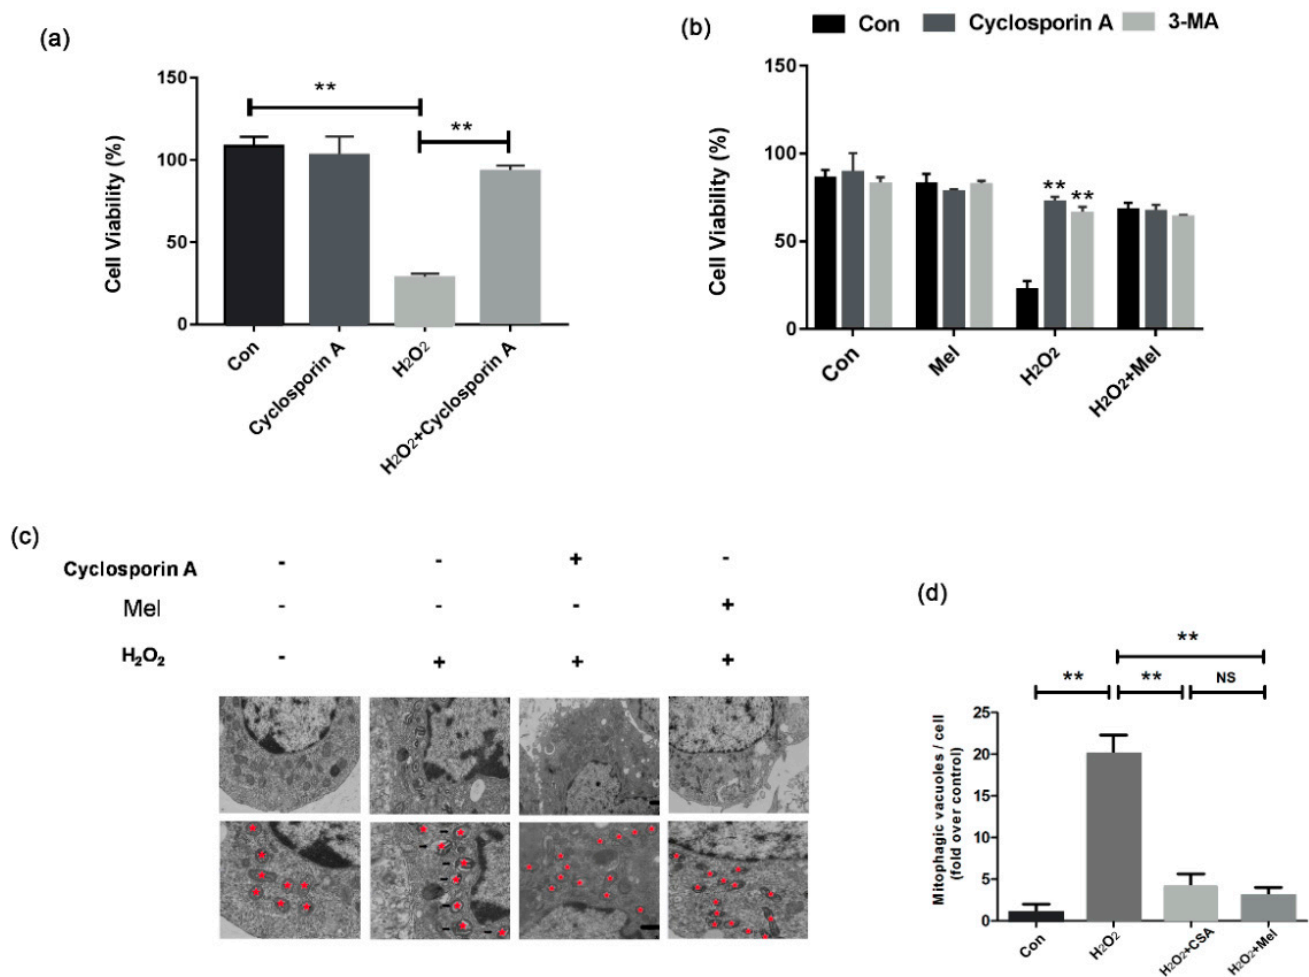 (a)
150
100
50
0
Cell Viability (%)
**
**
Con
Cyclosporin A
H₂O₂
H₂O₂+Cyclosporin A
(b)
Con Cyclosporin A 3-MA
150
100
50
0
Cell Viability (%)
** **
Con
Mel
H₂O₂
H₂O₂+Mel
(c)
Cyclosporin A - - + -
Mel - - - +
H₂O₂ - + + +
(d)
**
** ** NS
25
20
15
10
5
0
Mitophagic vacuoles / cell
(fold over control)
Con
H₂O₂
H₂O₂+CSA
H₂O₂+Mel